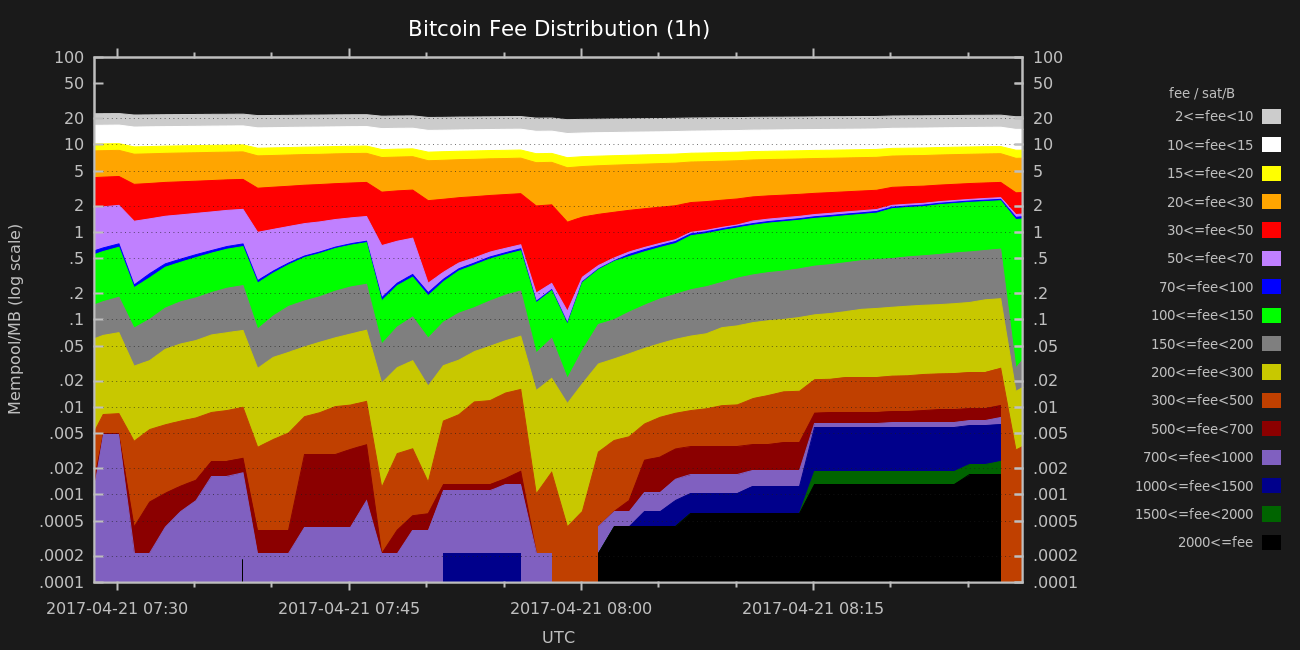 Bitcoin Fee Distribution (1h)
100 100
50 50
20 20
10 10
5 5
2 2
1 1
.5 .5
.2 .2
.1 .1
.05 .05
.02 .02
.01 .01
.005 .005
.002 .002
.001 .001
.0005 .0005
.0002 .0002
.0001 .0001
Mempool/MB (log scale)
2017-04-21 07:30 2017-04-21 07:45 2017-04-21 08:00 2017-04-21 08:15
UTC
fee / sat/B
2<=fee<10
10<=fee<15
15<=fee<20
20<=fee<30
30<=fee<50
50<=fee<70
70<=fee<100
100<=fee<150
150<=fee<200
200<=fee<300
300<=fee<500
500<=fee<700
700<=fee<1000
1000<=fee<1500
1500<=fee<2000
2000<=fee